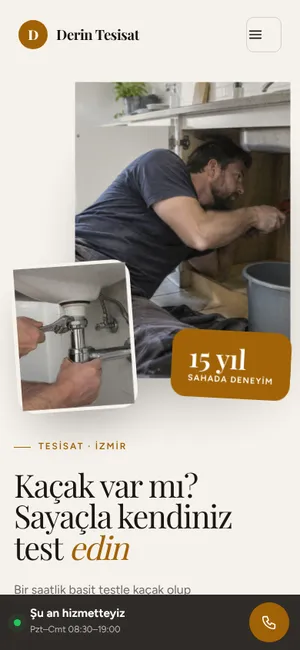 D Derin Tesisat
15 yıl
SAHADA DENEYİM
TESİSAT · İZMİR
Kaçak var mı?
Sayaçla kendiniz
test edin
Bir saatlik basit testle kaçak olup
Şu an hizmetteyiz
Pzt–Cmt 08:30–19:00